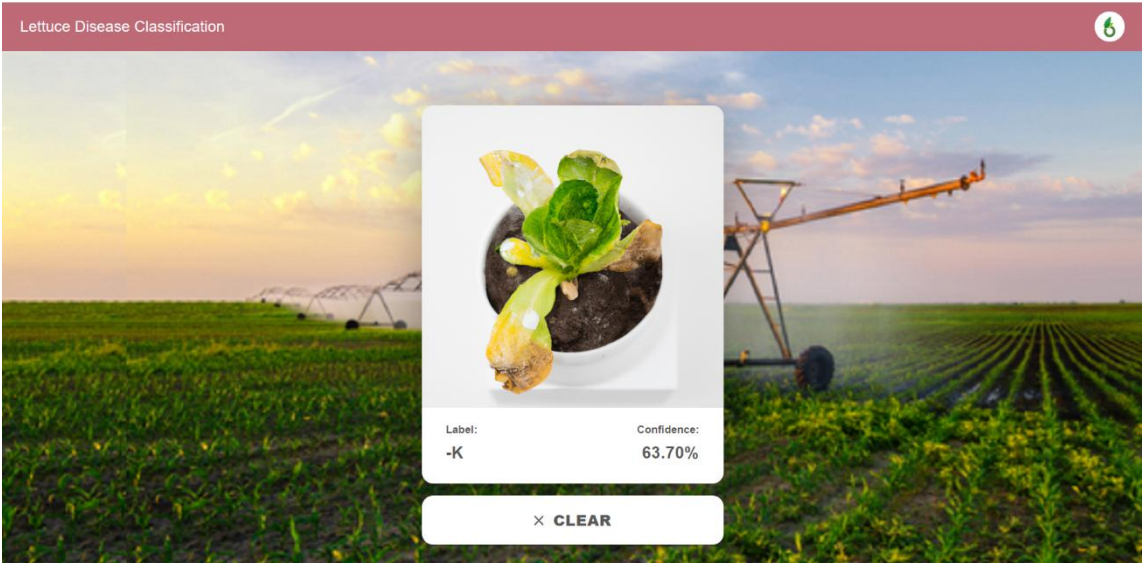 Lettuce Disease Classification
Label: Confidence:
-K 63.70%
× CLEAR